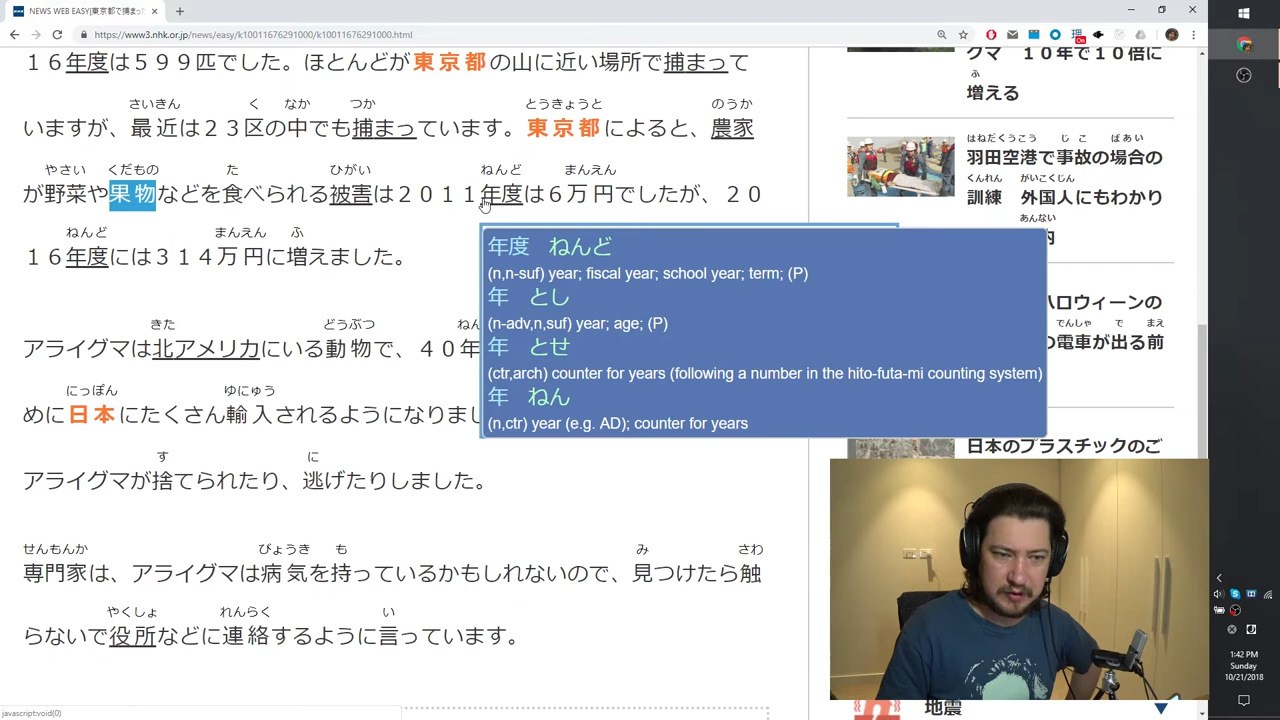 NEWS WEB EASY|東京都で捕まっ
https://www3.nhk.or.jp/news/easy/k10011676291000/k10011676291000.html
１６年度は５９９匹でした。ほとんどが東京都の山に近い場所で捕まって
さいきん く なか つか とうきょうと のうか
いますが、最近は２３区の中でも捕まっています。東京都によると、農家
やさい くだもの た ひがい ねんど まんえん
が野菜や果物などを食べられる被害は２０１１年度は６万円でしたが、２０
ねんど まんえん ふ
１６年度には３１４万円に増えました。
きた どうぶつ ねん
アライグマは北アメリカにいる動物で、４０年
にっぽん ゆにゅう
めに日本にたくさん輸入されるようになりまし
す に
アライグマが捨てられたり、逃げたりしました。
せんもんか びょうき も み さわ
専門家は、アライグマは病気を持っているかもしれないので、見つけたら触
やくしょ れんらく い
らないで役所などに連絡するように言っています。
年度 ねんど
(n,n-suf) year; fiscal year; school year; term; (P)
年 とし
(n-adv,n,suf) year; age; (P)
年 とせ
(ctr,arch) counter for years (following a number in the hito-futa-mi counting system)
年 ねん
(n,ctr) year (e.g. AD); counter for years
グマ １０年で１０倍に
ふ
増える
はねだくうこう じこ ばあい
羽田空港で事故の場合の
くんれん がいこくじん
訓練 外国人にもわかり
あんない
内
ハロウィーンの
でんしゃ で まえ
の電車が出る前
日本のプラスチックのご
地震
On
1:42 PM
Sunday
10/21/2018
javascript:void(0)